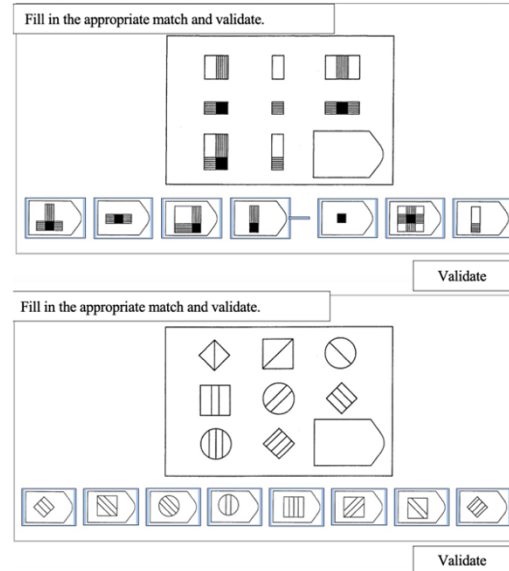 Fill in the appropriate match and validate.
Validate
Fill in the appropriate match and validate.
Validate